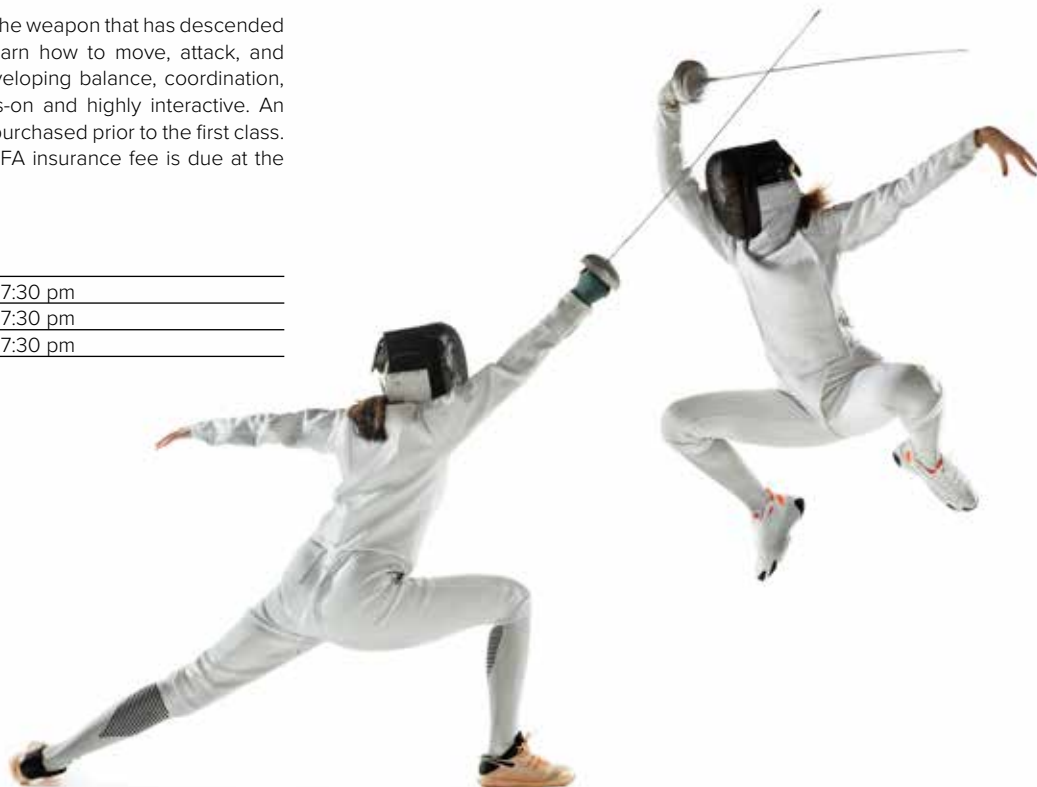 he weapon that has descended
arn how to move, attack, and
veloping balance, coordination,
s-on and highly interactive. An
purchased prior to the first class.
FA insurance fee is due at the
7:30 pm
7:30 pm
7:30 pm